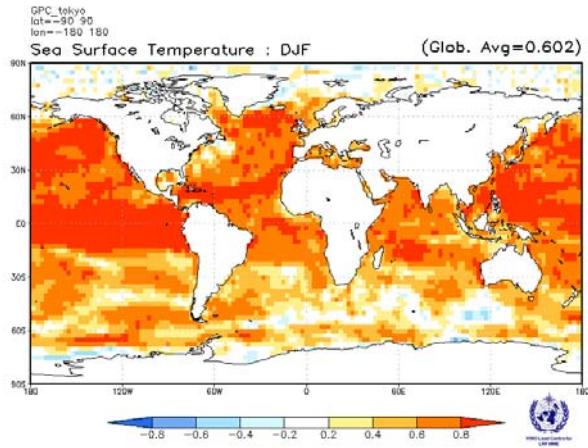 GPC_tokyo
lat=-90 90
lon=-180 180
Sea Surface Temperature : DJF (Glob. Avg=0.602)
90N
60N
30N
EQ
30S
60S
90S
180 120W 60W 0 60E 120E 180
-0.8 -0.6 -0.4 -0.2 0.2 0.4 0.6 0.8